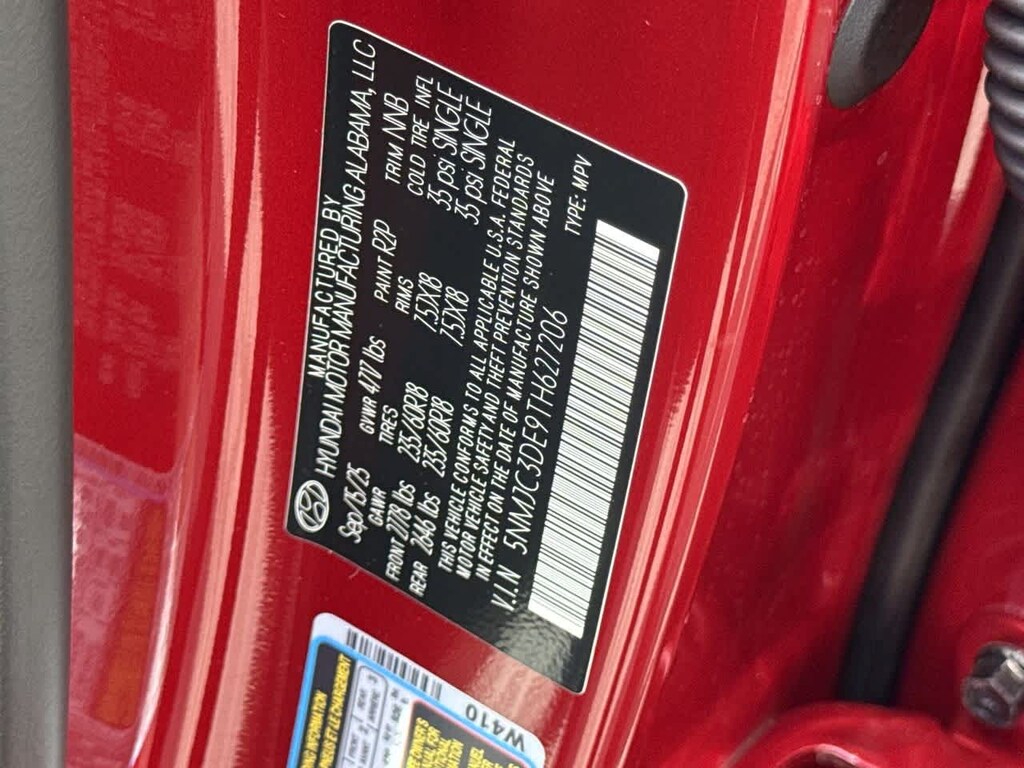 MANUFACTURED BY
HYUNDAI MOTOR MANUFACTURING ALABAMA, LLC
Sep/15/25 GVWR 4717 lbs PAINT R2P TRIM NNB
GAWR TIRES RIMS COLD TIRE INFL
FRONT 2778 lbs 235/60R18 7.5JX18 35 psi SINGLE
REAR 2646 lbs 235/60R18 7.5JX18 35 psi SINGLE
THIS VEHICLE CONFORMS TO ALL APPLICABLE U.S.A. FEDERAL
MOTOR VEHICLE SAFETY AND THEFT PREVENTION STANDARDS
IN EFFECT ON THE DATE OF MANUFACTURE SHOWN ABOVE
V.I.N 5NMJC3DE9TH627206
TYPE: MPV
W4410